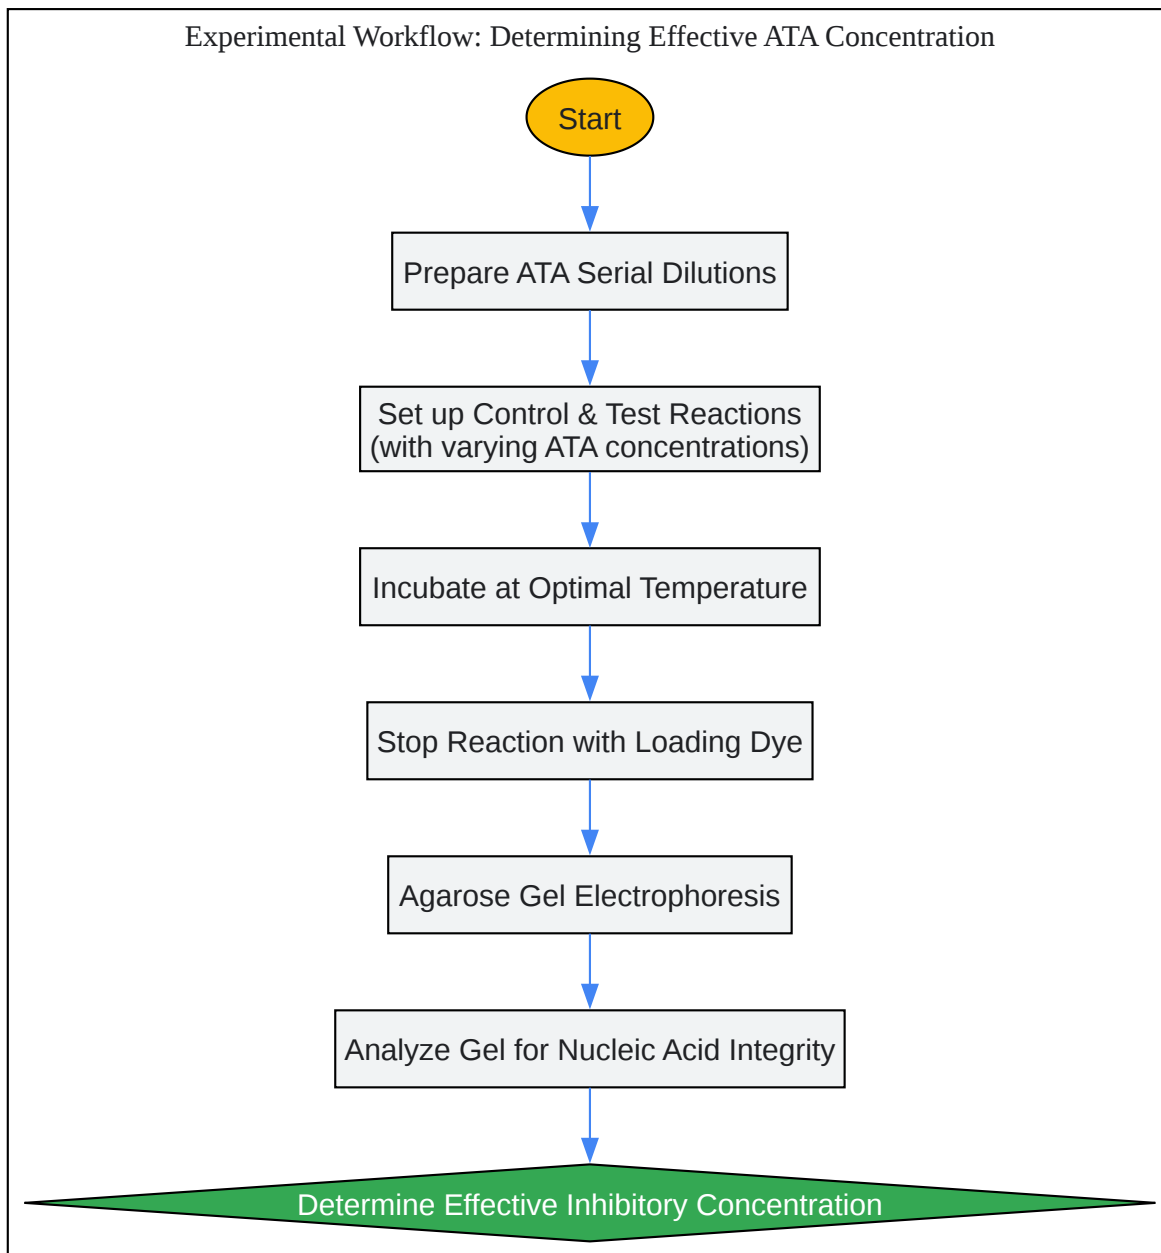 Experimental Workflow: Determining Effective ATA Concentration
Start
Prepare ATA Serial Dilutions
Set up Control & Test Reactions
(with varying ATA concentrations)
Incubate at Optimal Temperature
Stop Reaction with Loading Dye
Agarose Gel Electrophoresis
Analyze Gel for Nucleic Acid Integrity
Determine Effective Inhibitory Concentration